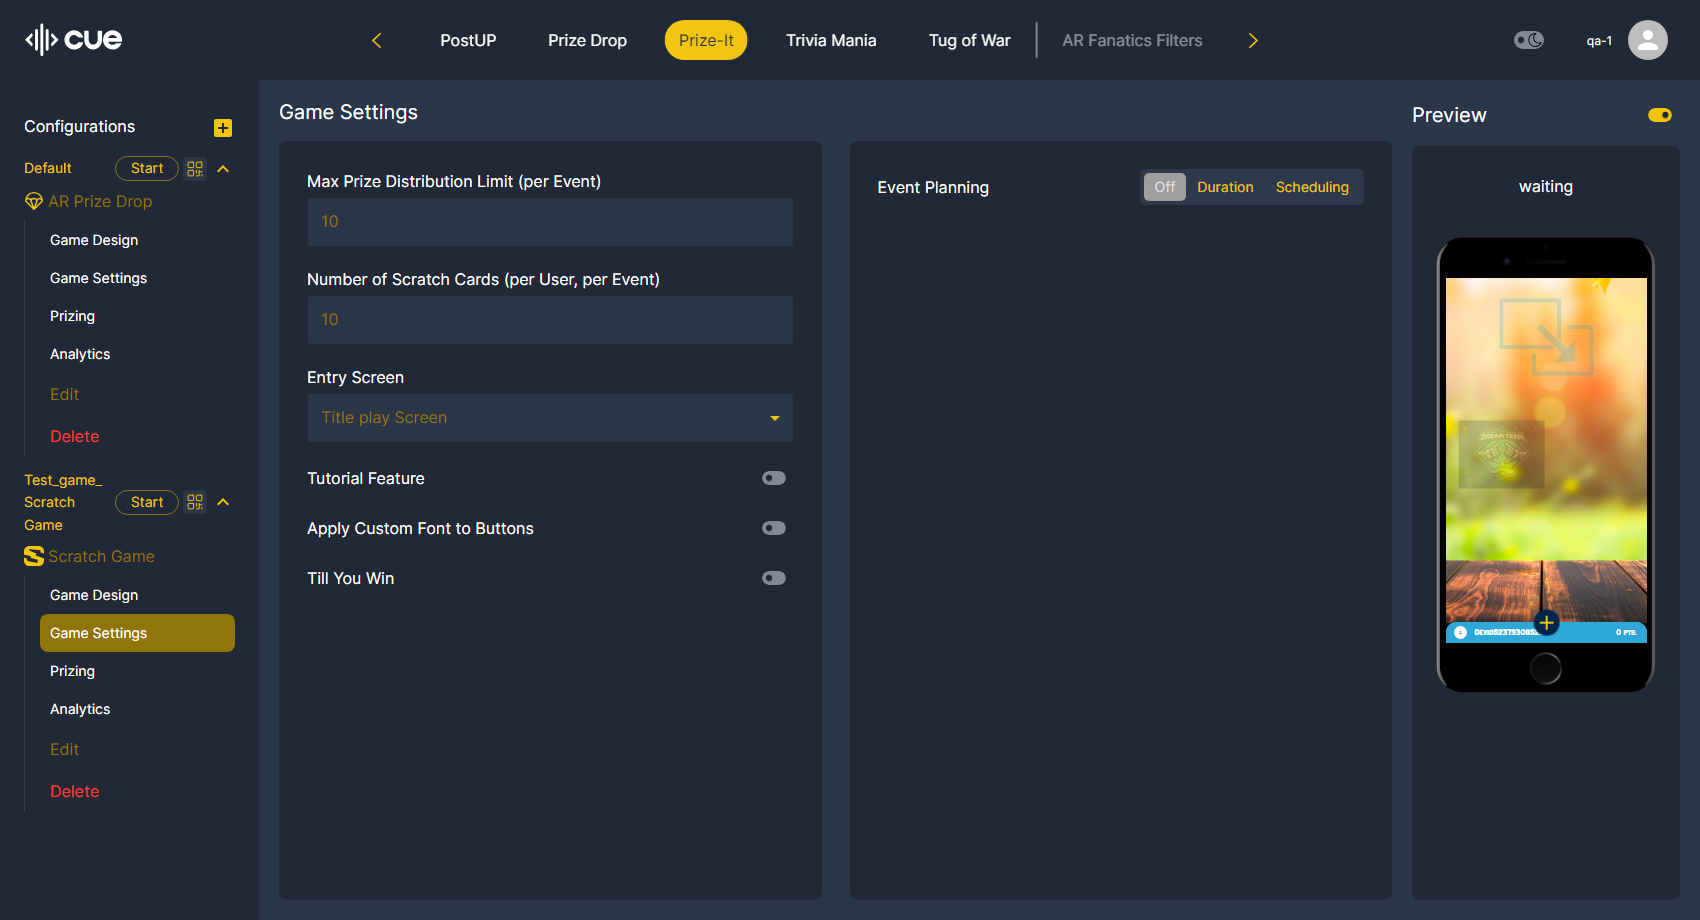 cue
PostUP
Prize Drop
Prize-It
Trivia Mania
Tug of War
AR Fanatics Filters
qa-1
Configurations
Default
Start
AR Prize Drop
Game Design
Game Settings
Prizing
Analytics
Edit
Delete
Test_game_
Scratch
Game
Start
Scratch Game
Game Design
Game Settings
Prizing
Analytics
Edit
Delete
Game Settings
Max Prize Distribution Limit (per Event)
10
Number of Scratch Cards (per User, per Event)
10
Entry Screen
Title play Screen
Tutorial Feature
Apply Custom Font to Buttons
Till You Win
Event Planning
Off
Duration
Scheduling
Preview
waiting
DREAM TEAM
0 PTS.